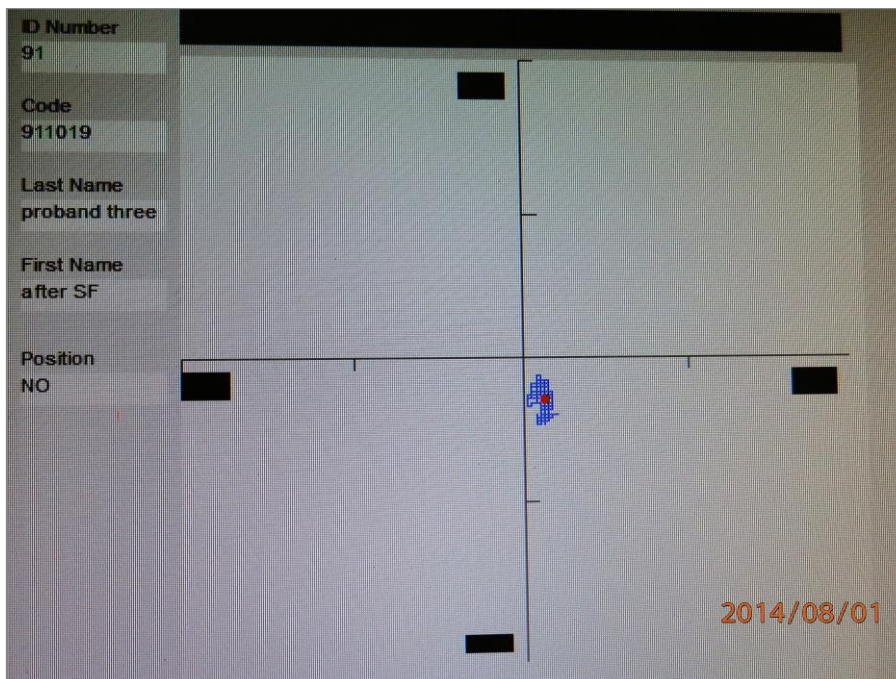 ID Number
91
Code
911019
Last Name
proband three
First Name
after SF
Position
NO
2014/08/01